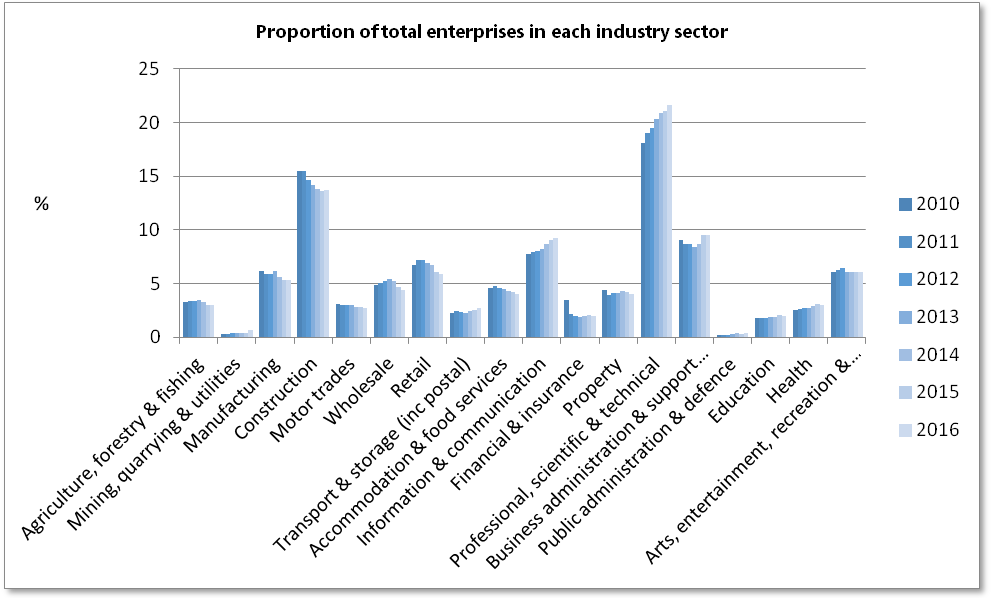 Proportion of total enterprises in each industry sector
25
20
15
10
5
0
%
Agriculture, forestry & fishing
Mining, quarrying & utilities
Manufacturing
Construction
Motor trades
Wholesale
Retail
Transport & storage (inc postal)
Accommodation & food services
Information & communication
Financial & insurance
Property
Professional, scientific & technical
Business administration & support...
Public administration & defence
Education
Health
Arts, entertainment, recreation &...
2010
2011
2012
2013
2014
2015
2016